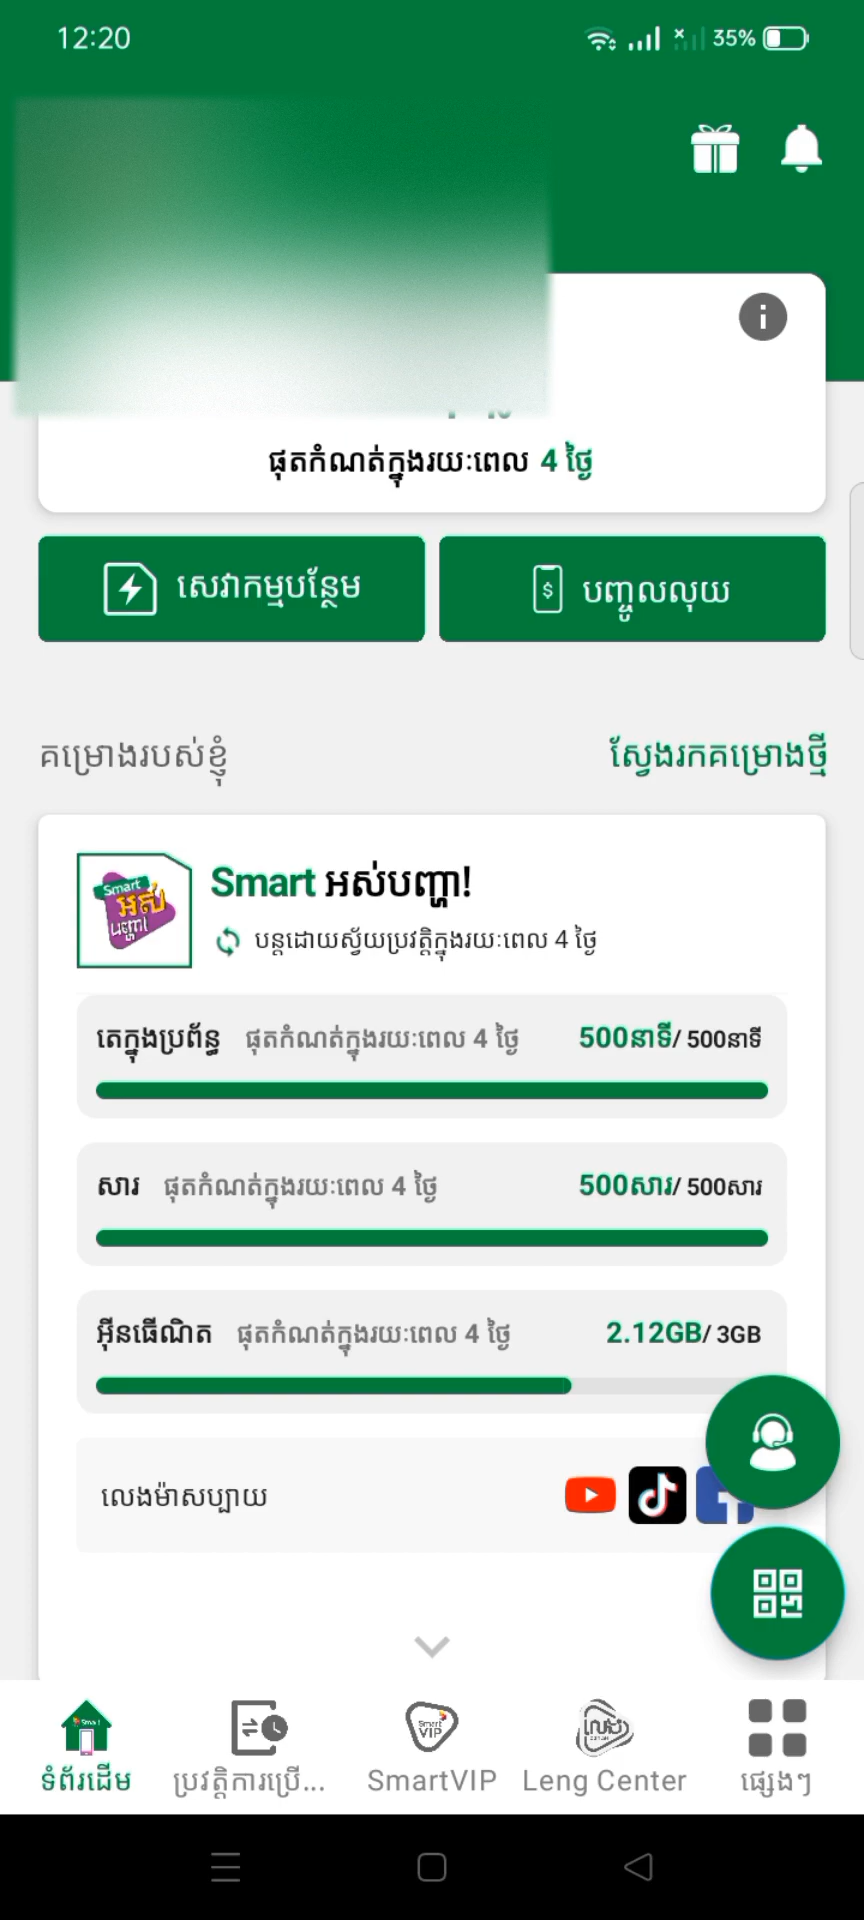 12:20
35%
ផុតកំណត់ក្នុងរយៈពេល 4 ថ្ងៃ
សេវាកម្មបន្ថែម
បញ្ចូលលុយ
គម្រោងរបស់ខ្ញុំ
ស្វែងរកគម្រោងថ្មី
Smart អស់បញ្ហា!
Smart
អស់
បញ្ហា!
បន្តដោយស្វ័យប្រវត្តិក្នុងរយៈពេល 4 ថ្ងៃ
តេក្នុងប្រព័ន្ធ ផុតកំណត់ក្នុងរយៈពេល 4 ថ្ងៃ 500នាទី/ 500នាទី
សារ ផុតកំណត់ក្នុងរយៈពេល 4 ថ្ងៃ 500សារ/ 500សារ
អ៊ីនធើណិត ផុតកំណត់ក្នុងរយៈពេល 4 ថ្ងៃ 2.12GB/ 3GB
លេងម៉ាសប្បាយ
Smart
VIP
លេង
ទំព័រដើម
ប្រវត្តិការប្រើ...
SmartVIP
Leng Center
ផ្សេងៗ